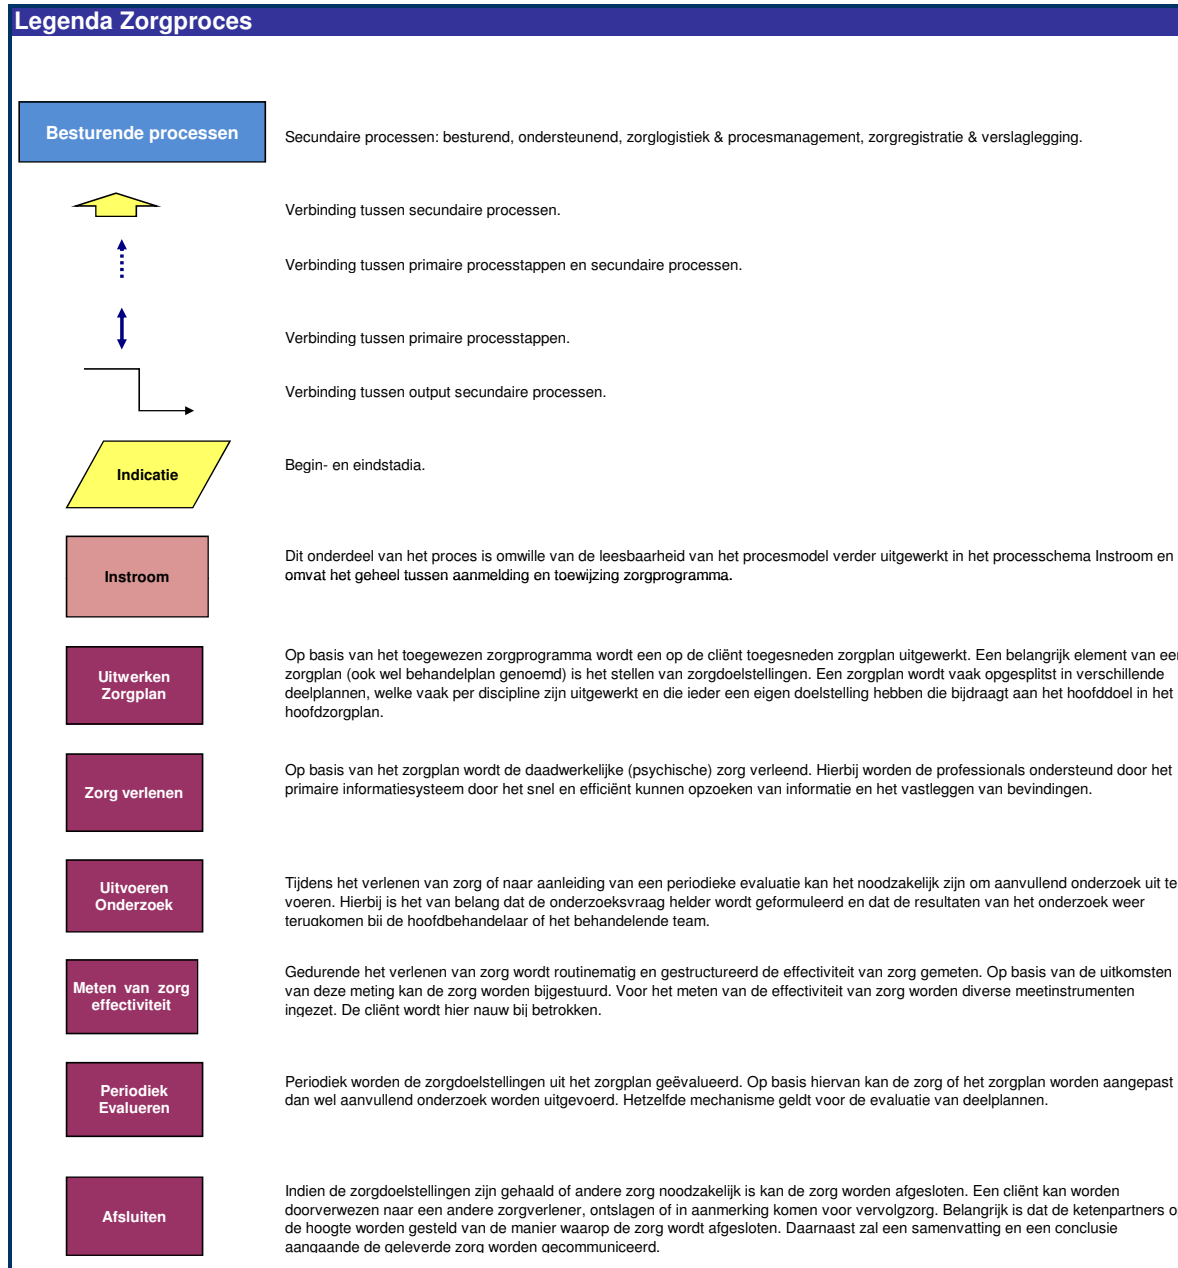 Legenda Zorgproces
Besturende processen
Secundaire processen: besturend, ondersteunend, zorglogistiek & procesmanagement, zorgregistratie & verslaglegging.
Verbinding tussen secundaire processen.
Verbinding tussen primaire processtappen en secundaire processen.
Verbinding tussen primaire processtappen.
Verbinding tussen output secundaire processen.
Indicatie
Begin- en eindstadia.
Instroom
Dit onderdeel van het proces is omwille van de leesbaarheid van het procesmodel verder uitgewerkt in het processchema Instroom en
omvat het geheel tussen aanmelding en toewijzing zorgprogramma.
Uitwerken
Zorgplan
Op basis van het toegewezen zorgprogramma wordt een op de cliënt toegesneden zorgplan uitgewerkt. Een belangrijk element van een
zorgplan (ook wel behandelplan genoemd) is het stellen van zorgdoelstellingen. Een zorgplan wordt vaak opgesplitst in verschillende
deelplannen, welke vaak per discipline zijn uitgewerkt en die ieder een eigen doelstelling hebben die bijdraagt aan het hoofddoel in het
hoofdzorgplan.
Zorg verlenen
Op basis van het zorgplan wordt de daadwerkelijke (psychische) zorg verleend. Hierbij worden de professionals ondersteund door het
primaire informatiesysteem door het snel en efficiënt kunnen opzoeken van informatie en het vastleggen van bevindingen.
Uitvoeren
Onderzoek
Tijdens het verlenen van zorg of naar aanleiding van een periodieke evaluatie kan het noodzakelijk zijn om aanvullend onderzoek uit te
voeren. Hierbij is het van belang dat de onderzoeksvraag helder wordt geformuleerd en dat de resultaten van het onderzoek weer
terugkomen bij de hoofdbehandelaar of het behandelende team.
Meten van zorg
effectiviteit
Gedurende het verlenen van zorg wordt routinematig en gestructureerd de effectiviteit van zorg gemeten. Op basis van de uitkomsten
van deze meting kan de zorg worden bijgestuurd. Voor het meten van de effectiviteit van zorg worden diverse meetinstrumenten
ingezet. De cliënt wordt hier nauw bij betrokken.
Periodiek
Evalueren
Periodiek worden de zorgdoelstellingen uit het zorgplan geëvalueerd. Op basis hiervan kan de zorg of het zorgplan worden aangepast
dan wel aanvullend onderzoek worden uitgevoerd. Hetzelfde mechanisme geldt voor de evaluatie van deelplannen.
Afsluiten
Indien de zorgdoelstellingen zijn gehaald of andere zorg noodzakelijk is kan de zorg worden afgesloten. Een cliënt kan worden
doorverwezen naar een andere zorgverlener, ontslagen of in aanmerking komen voor vervolgzorg. Belangrijk is dat de ketenpartners op
de hoogte worden gesteld van de manier waarop de zorg wordt afgesloten. Daarnaast zal een samenvatting en een conclusie
aangaande de geleverde zorg worden gecommuniceerd.